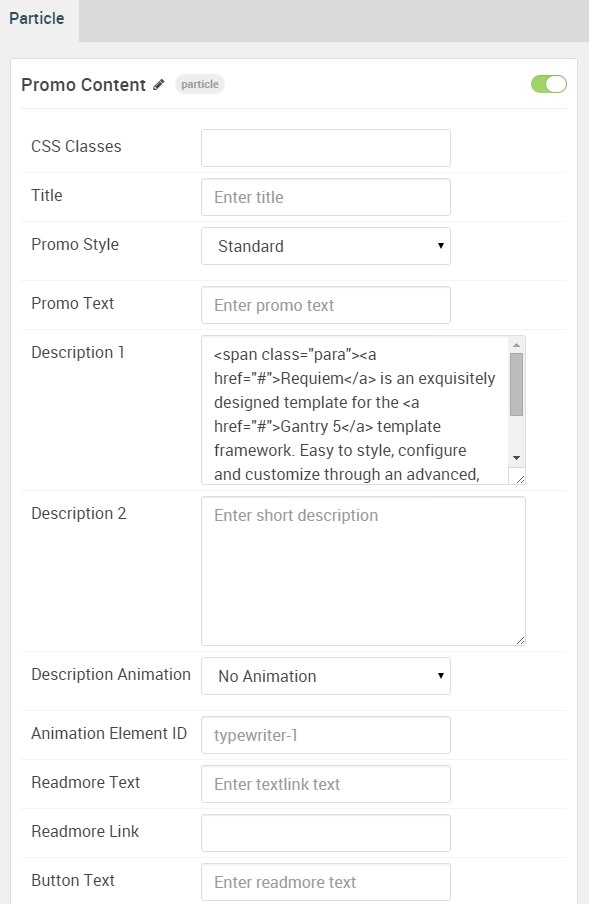 Particle
Promo Content particle
CSS Classes
Title Enter title
Promo Style Standard
Promo Text Enter promo text
Description 1 <span class="para"><a
href="#">Requiem</a> is an exquisitely
designed template for the <a
href="#">Gantry 5</a> template
framework. Easy to style, configure
and customize through an advanced,
Description 2 Enter short description
Description Animation No Animation
Animation Element ID typewriter-1
Readmore Text Enter textlink text
Readmore Link
Button Text Enter readmore text